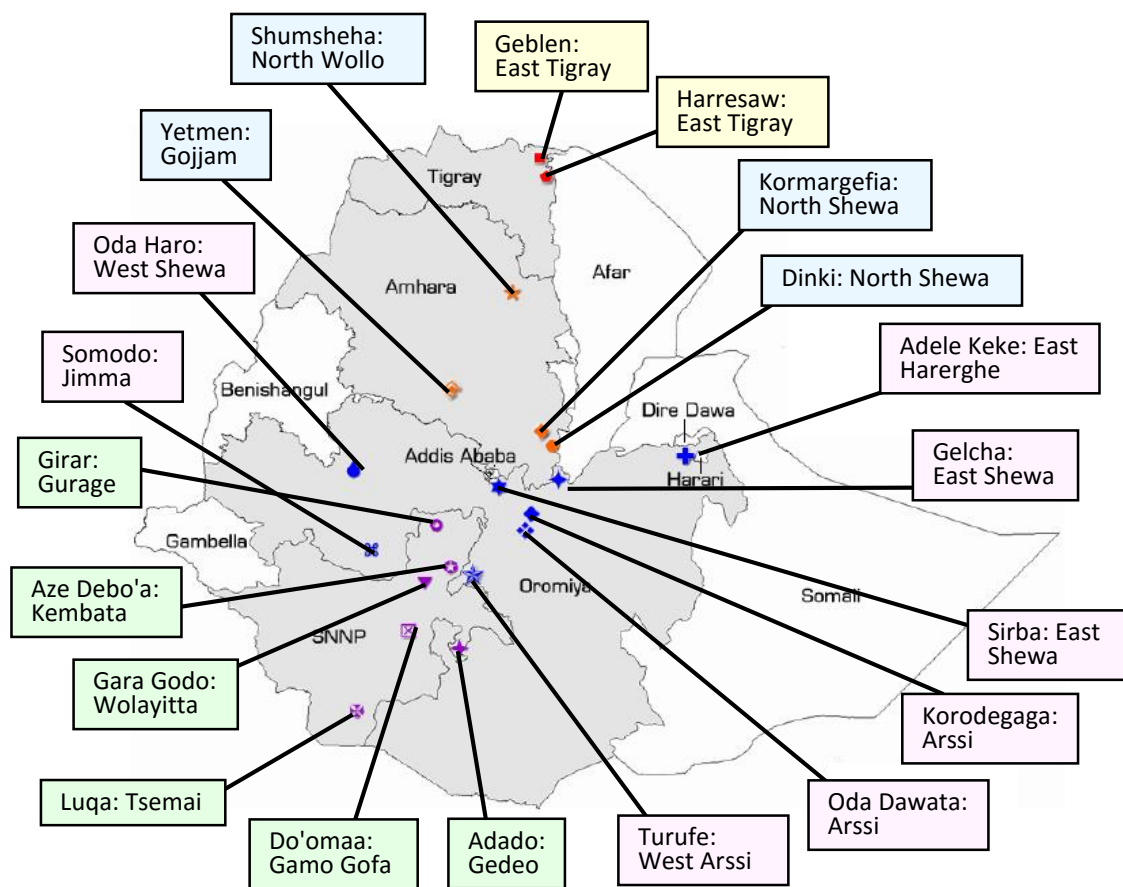 Shumsheha:
North Wollo
Geblen:
East Tigray
Harresaw:
East Tigray
Yetmen:
Gojjam
Tigray
Kormargefia:
North Shewa
Oda Haro:
West Shewa
Amhara
Afar
Dinki: North Shewa
Somodo:
Jimma
Benishangul
Adele Keke: East
Harerghe
Dire Dawa
Girar:
Gurage
Addis Ababa
Harari
Gelcha:
East Shewa
Gambella
Aze Debo'a:
Kembata
Oromiya
Somali
SNNP
Sirba: East
Shewa
Gara Godo:
Wolayitta
Korodegaga:
Arssi
Luqa: Tsemai
Oda Dawata:
Arssi
Do'omaa:
Gamo Gofa
Adado:
Gedeo
Turufe:
West Arssi